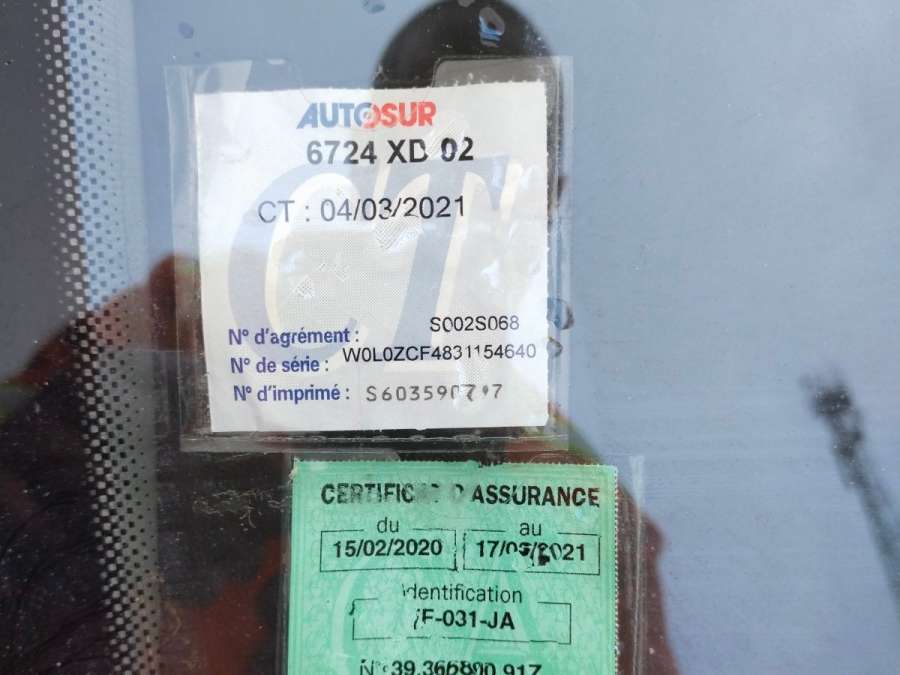 AUTOSUR
6724 XB 02
CT : 04/03/2021
N° d'agrément : S002S068
N° de série : W0L0ZCF4831154640
N° d'imprimé :
CERTIFICAT D'ASSURANCE
du au
15/02/2020
Identification
N°